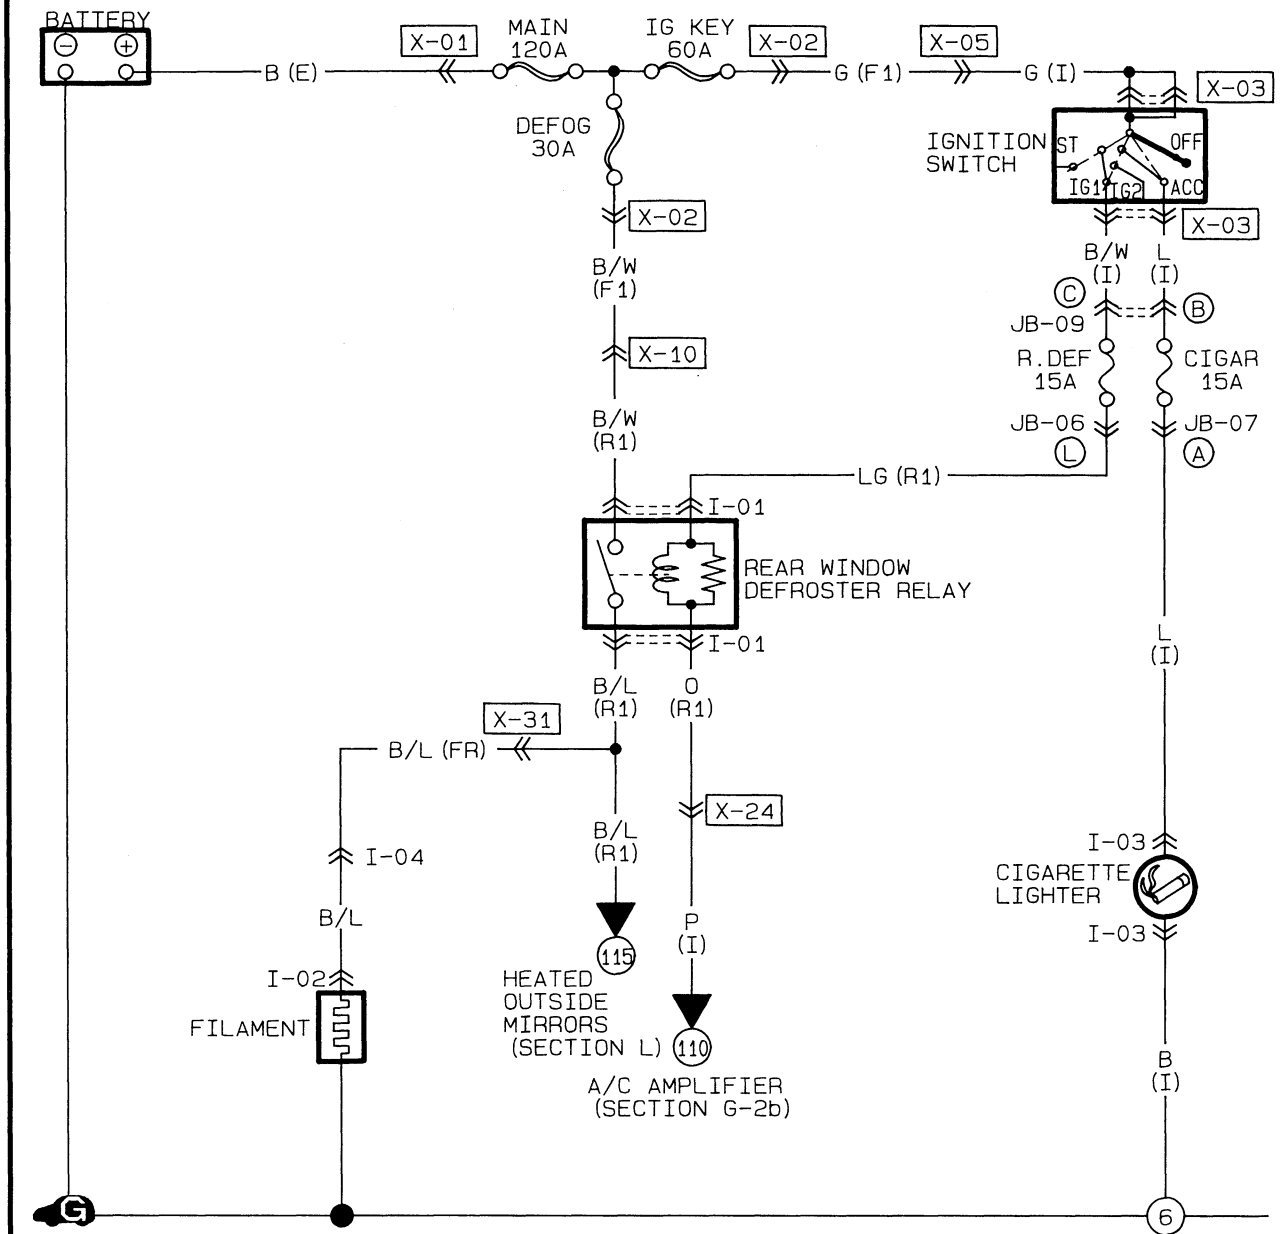 BATTERY
− +
B (E)
X-01
MAIN
120A
IG KEY
60A
X-02
G (F1)
X-05
G (I)
X-03
DEFOG
30A
IGNITION
SWITCH
ST
OFF
IG1
IG2
ACC
X-02
X-03
B/W
(F1)
B/W
(I)
L
(I)
C
B
JB-09
X-10
R.DEF
15A
CIGAR
15A
B/W
(R1)
JB-06
JB-07
L
A
LG (R1)
I-01
REAR WINDOW
DEFROSTER RELAY
I-01
L
(I)
B/L
(R1)
O
(R1)
X-31
B/L (FR)
X-24
B/L
(R1)
I-04
I-03
CIGARETTE
LIGHTER
I-03
B/L
P
(I)
115
I-02
HEATED
OUTSIDE
MIRRORS
(SECTION L)
FILAMENT
110
A/C AMPLIFIER
(SECTION G-2b)
B
(I)
G
6